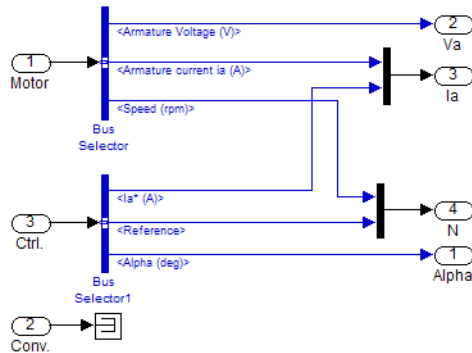 <Armature Voltage (V)>
2
Va
1
Motor
<Armature current ia (A)>
3
Ia
<Speed (rpm)>
Bus
Selector
<Ia* (A)>
3
Ctrl.
<Reference>
4
N
<Alpha (deg)>
1
Alpha
Bus
Selector1
2
Conv.